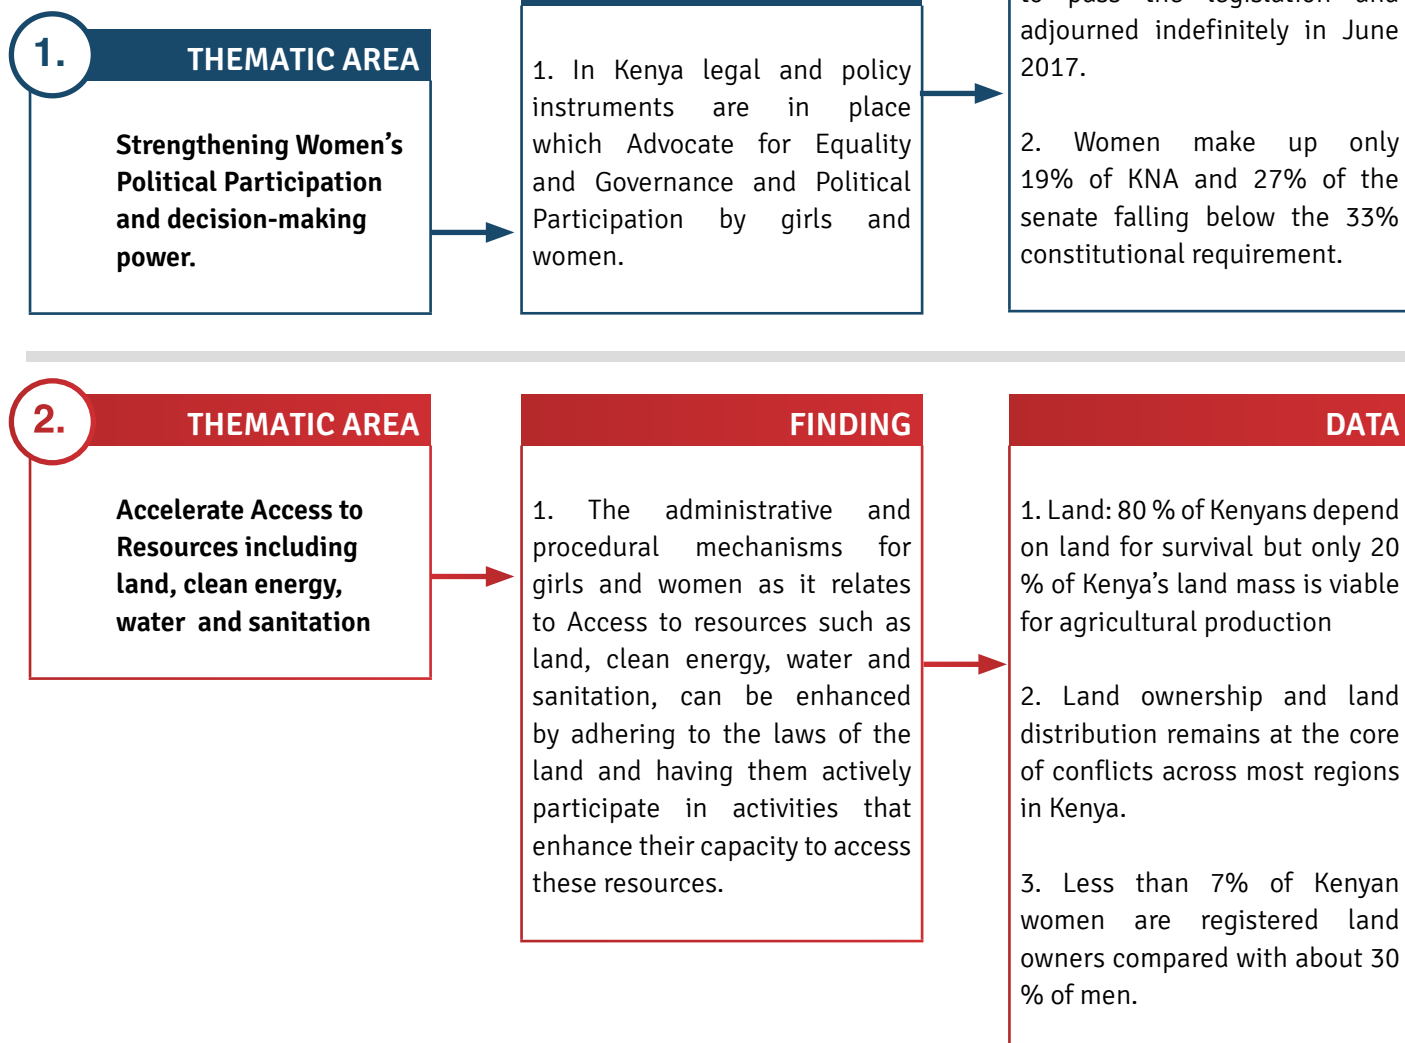 1.
THEMATIC AREA
Strengthening Women's
Political Participation
and decision-making
power.
1. In Kenya legal and policy
instruments are in place
which Advocate for Equality
and Governance and Political
Participation by girls and
women.
to pass the legislation and
adjourned indefinitely in June
2017.
2. Women make up only
19% of KNA and 27% of the
senate falling below the 33%
constitutional requirement.
2.
THEMATIC AREA
Accelerate Access to
Resources including
land, clean energy,
water and sanitation
FINDING
1. The administrative and
procedural mechanisms for
girls and women as it relates
to Access to resources such as
land, clean energy, water and
sanitation, can be enhanced
by adhering to the laws of the
land and having them actively
participate in activities that
enhance their capacity to access
these resources.
DATA
1. Land: 80 % of Kenyans depend
on land for survival but only 20
% of Kenya's land mass is viable
for agricultural production
2. Land ownership and land
distribution remains at the core
of conflicts across most regions
in Kenya.
3. Less than 7% of Kenyan
women are registered land
owners compared with about 30
% of men.